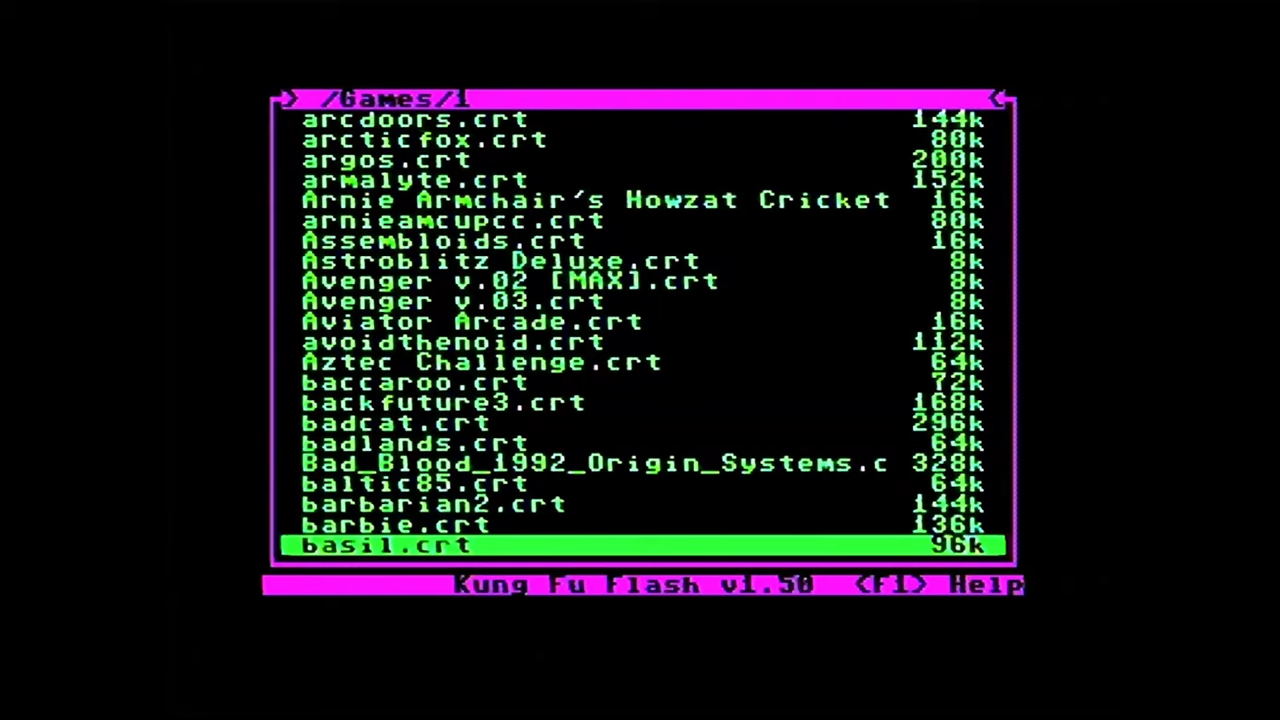 > /Games/1 <
arcdoors.crt 144k
arcticfox.crt 80k
argos.crt 200k
armalyte.crt 152k
Arnie Armchair's Howzat Cricket 16k
arnieamcupcc.crt 80k
Assembloids.crt 16k
Astroblitz Deluxe.crt 8k
Avenger v.02 [MAX].crt 8k
Avenger v.03.crt 8k
Aviator Arcade.crt 16k
avoidthenoid.crt 112k
Aztec Challenge.crt 64k
baccaroo.crt 72k
backfuture3.crt 168k
badcat.crt 296k
badlands.crt 64k
Bad_Blood_1992_Origin_Systems.c 328k
baltic85.crt 64k
barbarian2.crt 144k
barbie.crt 136k
basil.crt 96k
Kung Fu Flash v1.50 <F1> Help